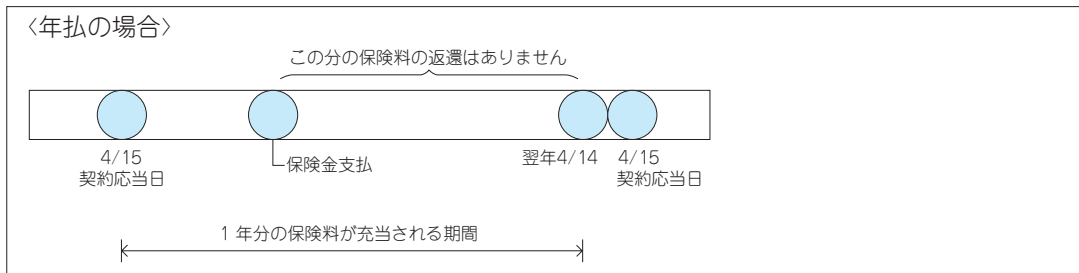 〈年払の場合〉
この分の保険料の返還はありません
4/15
契約応当日
保険金支払
翌年4/14
4/15
契約応当日
1 年分の保険料が充当される期間